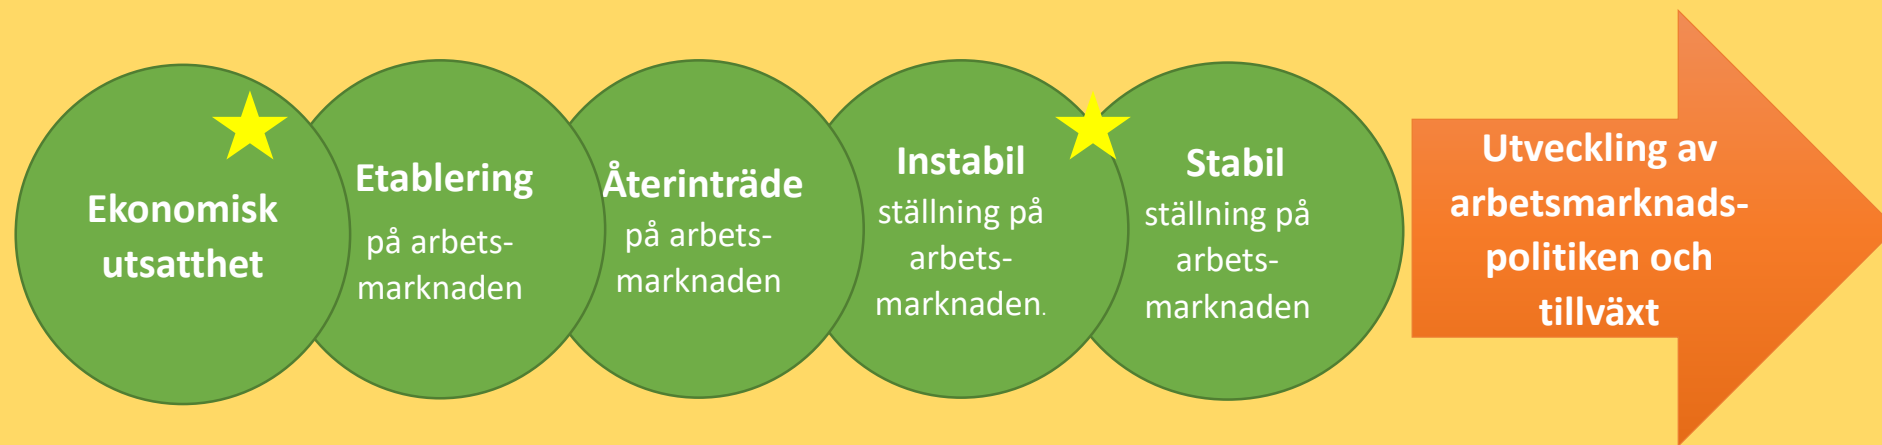 Ekonomisk
utsatthet
Etablering
på arbets-
marknaden
Återinträde
på arbets-
marknaden
Instabil
ställning på
arbets-
marknaden.
Stabil
ställning på
arbets-
marknaden
Utveckling av
arbetsmarknads-
politiken och
tillväxt